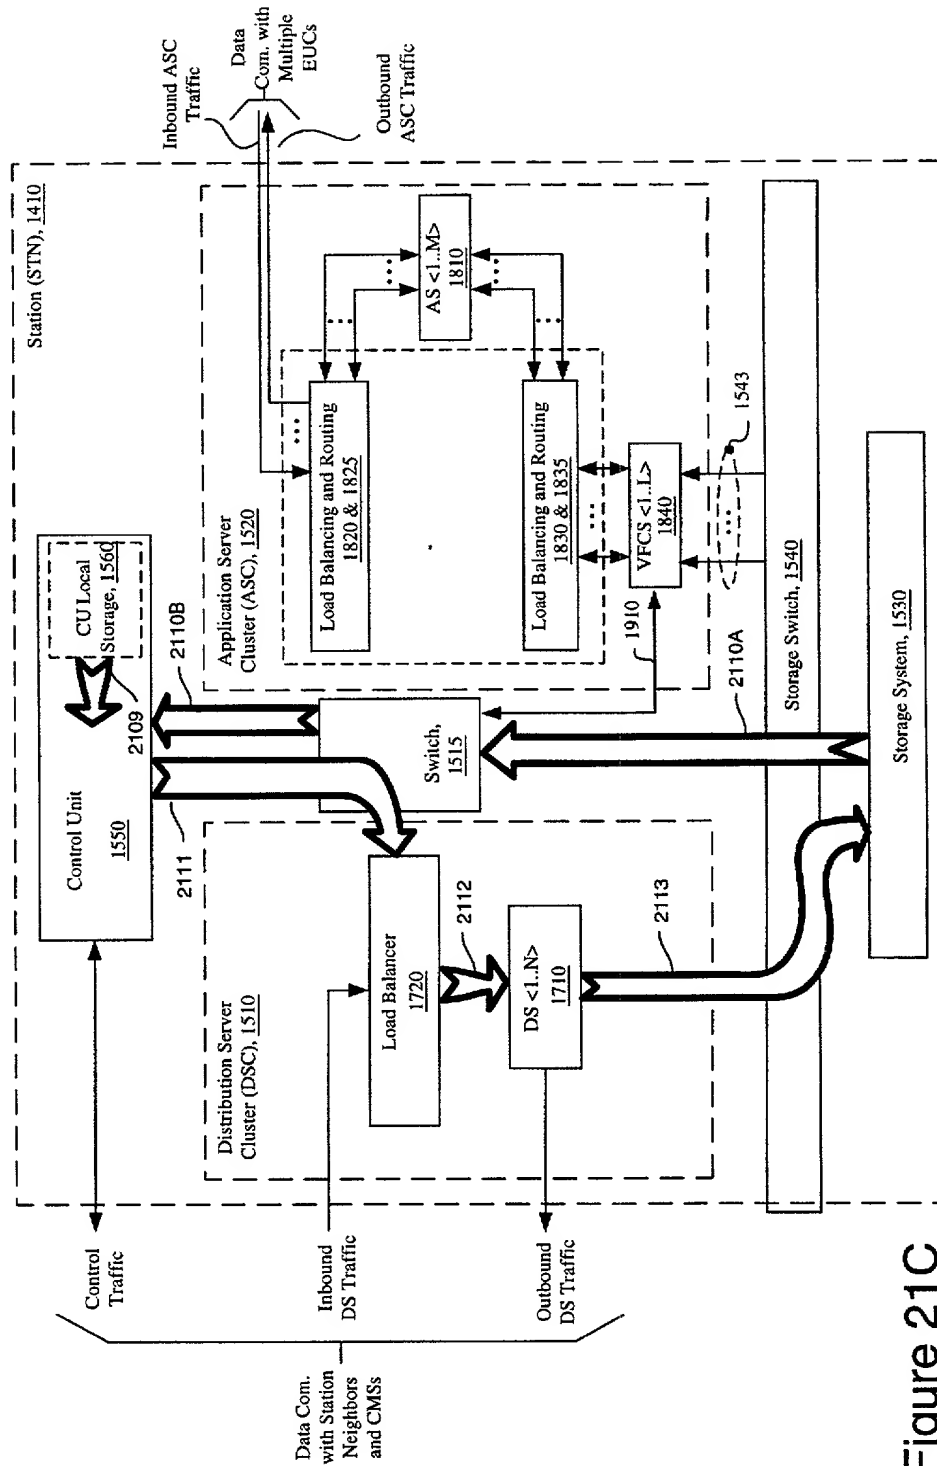 Station (STN), 1410
Control Traffic
Control Unit
1550
CU Local
Storage, 1560
2109
2110B
2111
Data Com.
with Station
Neighbors
and CMSs
Inbound
DS Traffic
Outbound
DS Traffic
Distribution Server
Cluster (DSC), 1510
Load Balancer
1720
2112
DS <1..N>
1710
2113
Switch,
1515
1910
2110A
Application Server
Cluster (ASC), 1520
Load Balancing and Routing
1820 & 1825
...
AS <1..M>
1810
...
...
...
...
Load Balancing and Routing
1830 & 1835
...
VFCS <1..L>
1840
...
1543
Inbound ASC
Traffic
Data
Com. with
Multiple
EUCs
Outbound
ASC Traffic
Storage Switch, 1540
Storage System, 1530
Figure 21C